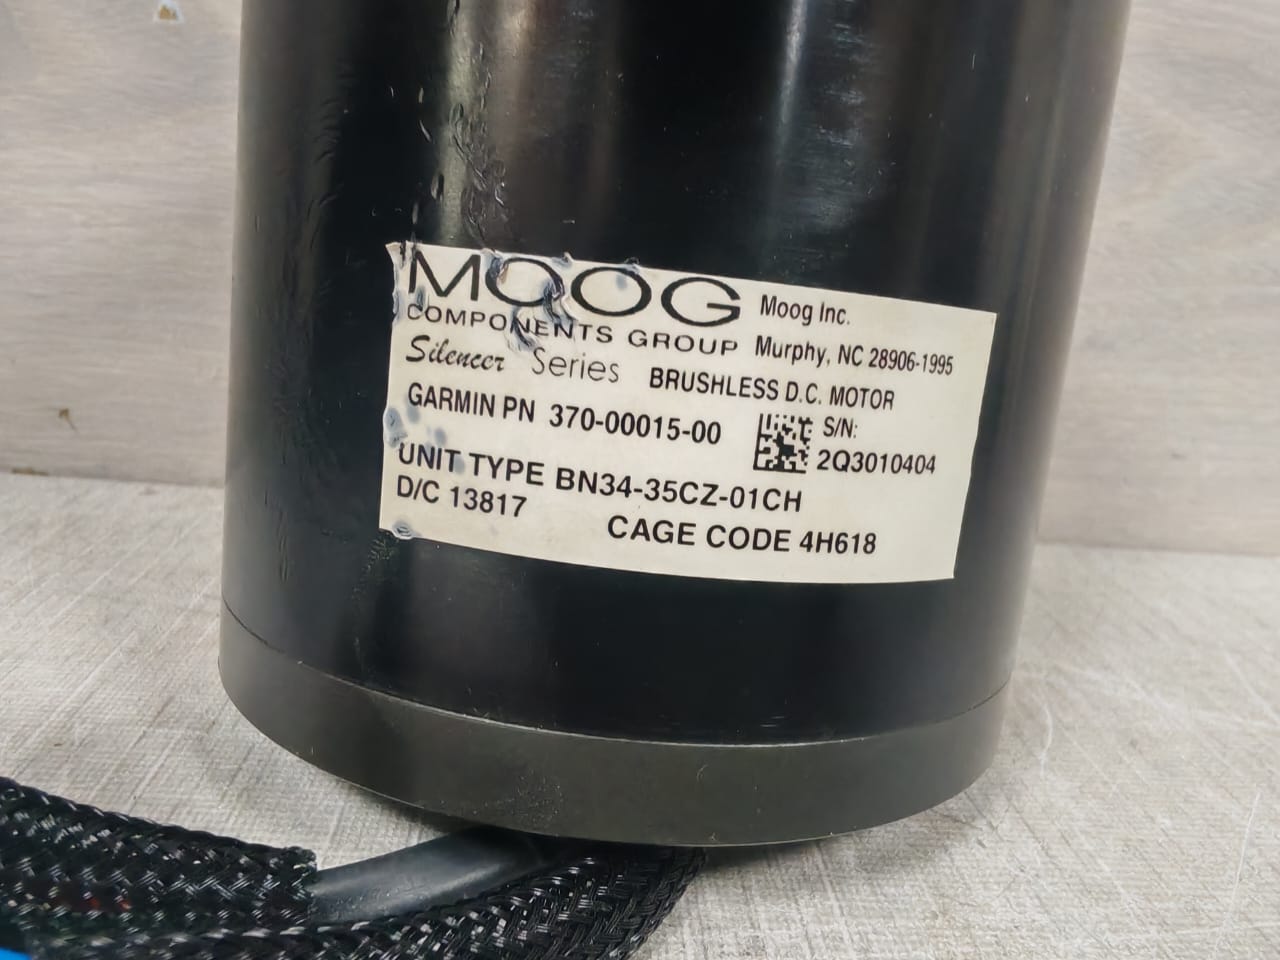 MOOG
COMPONENTS GROUP
Moog Inc.
Murphy, NC 28906-1995
Silencer Series BRUSHLESS D.C. MOTOR
GARMIN PN 370-00015-00
S/N:
2Q3010404
UNIT TYPE BN34-35CZ-01CH
D/C 13817 CAGE CODE 4H618